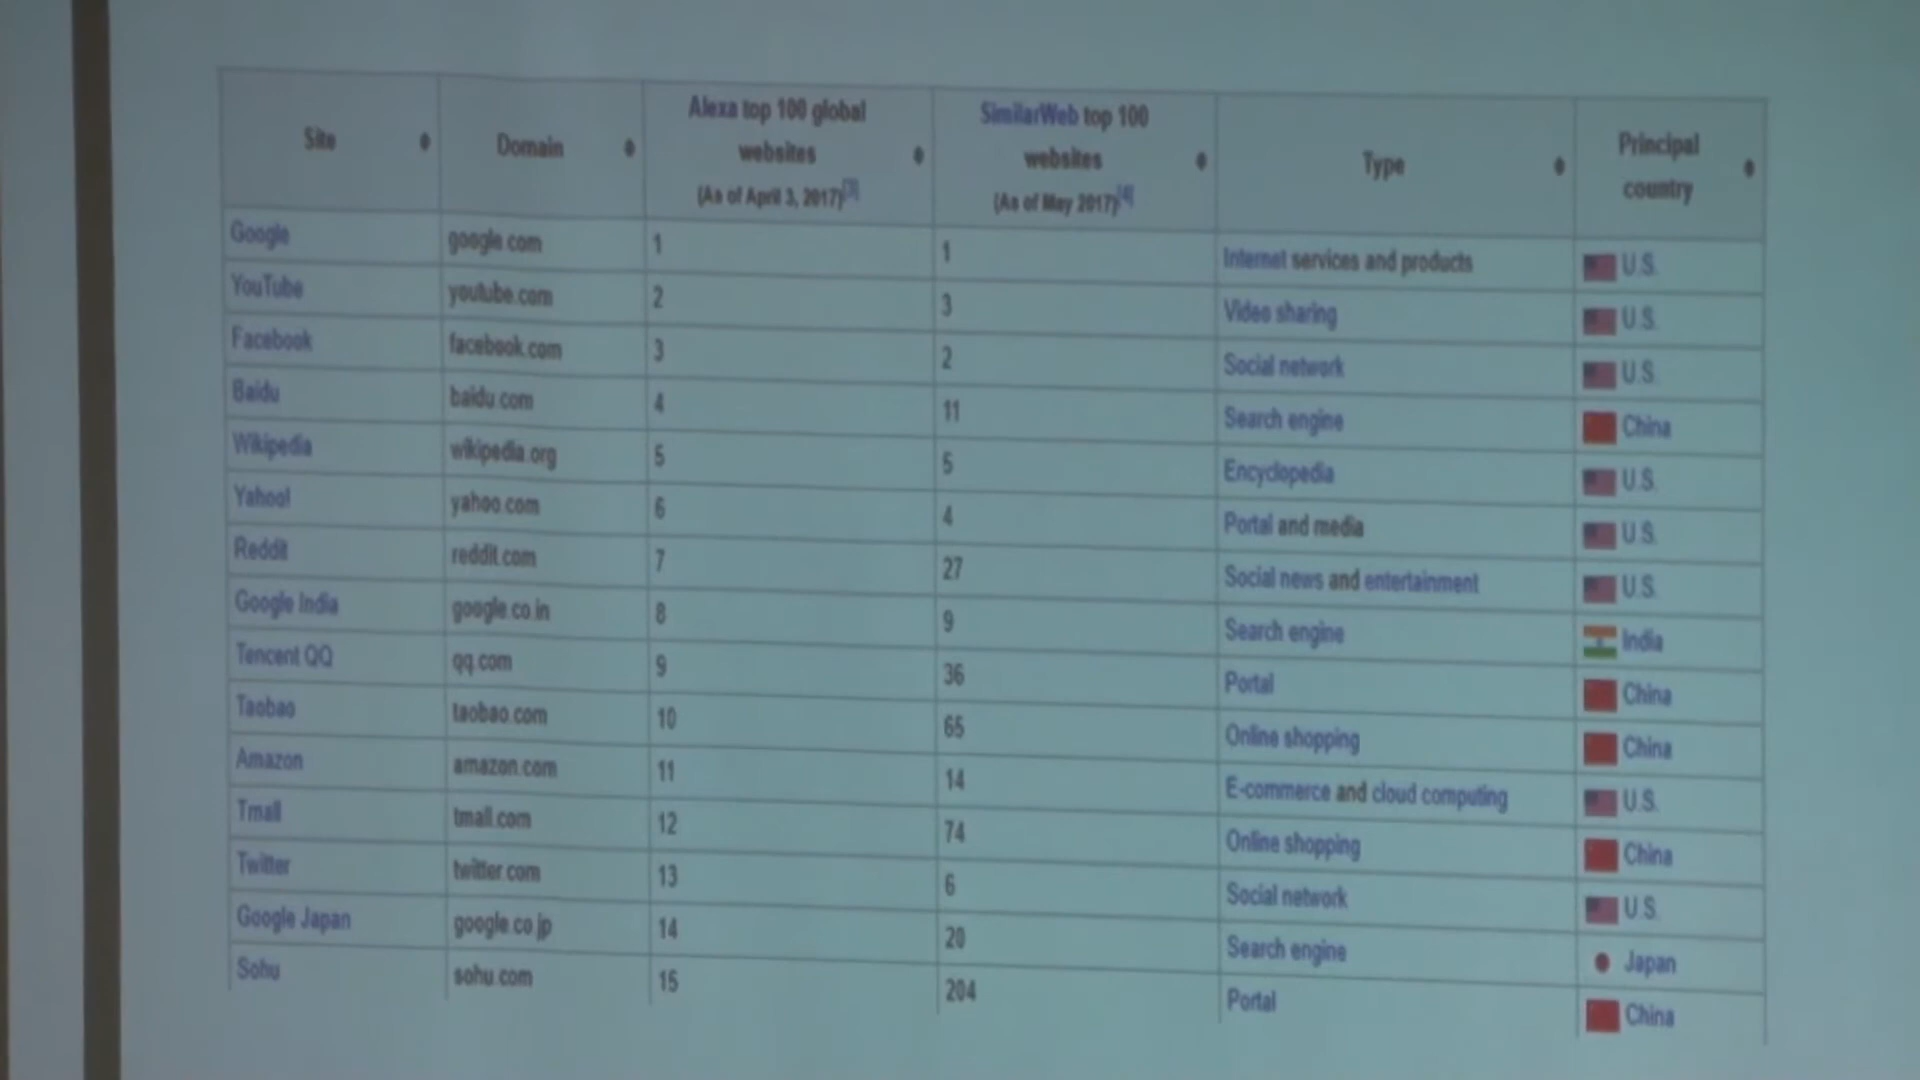 Site Domain Alexa top 100 global websites (As of April 3, 2017)[3] SimilarWeb top 100 websites (As of May 2017)[4] Type Principal country
Google google.com 1 1 Internet services and products U.S.
YouTube youtube.com 2 3 Video sharing U.S.
Facebook facebook.com 3 2 Social network U.S.
Baidu baidu.com 4 11 Search engine China
Wikipedia wikipedia.org 5 5 Encyclopedia U.S.
Yahoo! yahoo.com 6 4 Portal and media U.S.
Reddit reddit.com 7 27 Social news and entertainment U.S.
Google India google.co.in 8 9 Search engine India
Tencent QQ qq.com 9 36 Portal China
Taobao taobao.com 10 65 Online shopping China
Amazon amazon.com 11 14 E-commerce and cloud computing U.S.
Tmall tmall.com 12 74 Online shopping China
Twitter twitter.com 13 6 Social network U.S.
Google Japan google.co.jp 14 20 Search engine Japan
Sohu sohu.com 15 204 Portal China